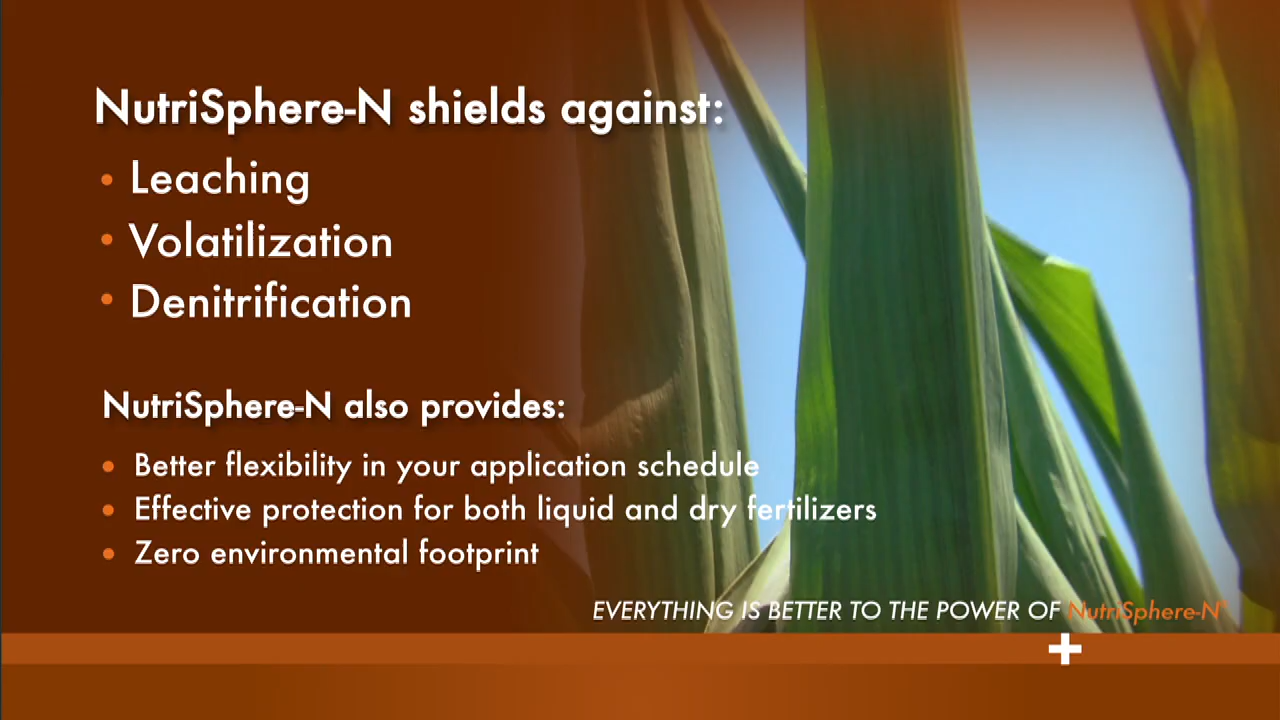 NutriSphere-N shields against:
• Leaching
• Volatilization
• Denitrification
NutriSphere-N also provides:
• Better flexibility in your application schedule
• Effective protection for both liquid and dry fertilizers
• Zero environmental footprint
EVERYTHING IS BETTER TO THE POWER OF NutriSphere-N®